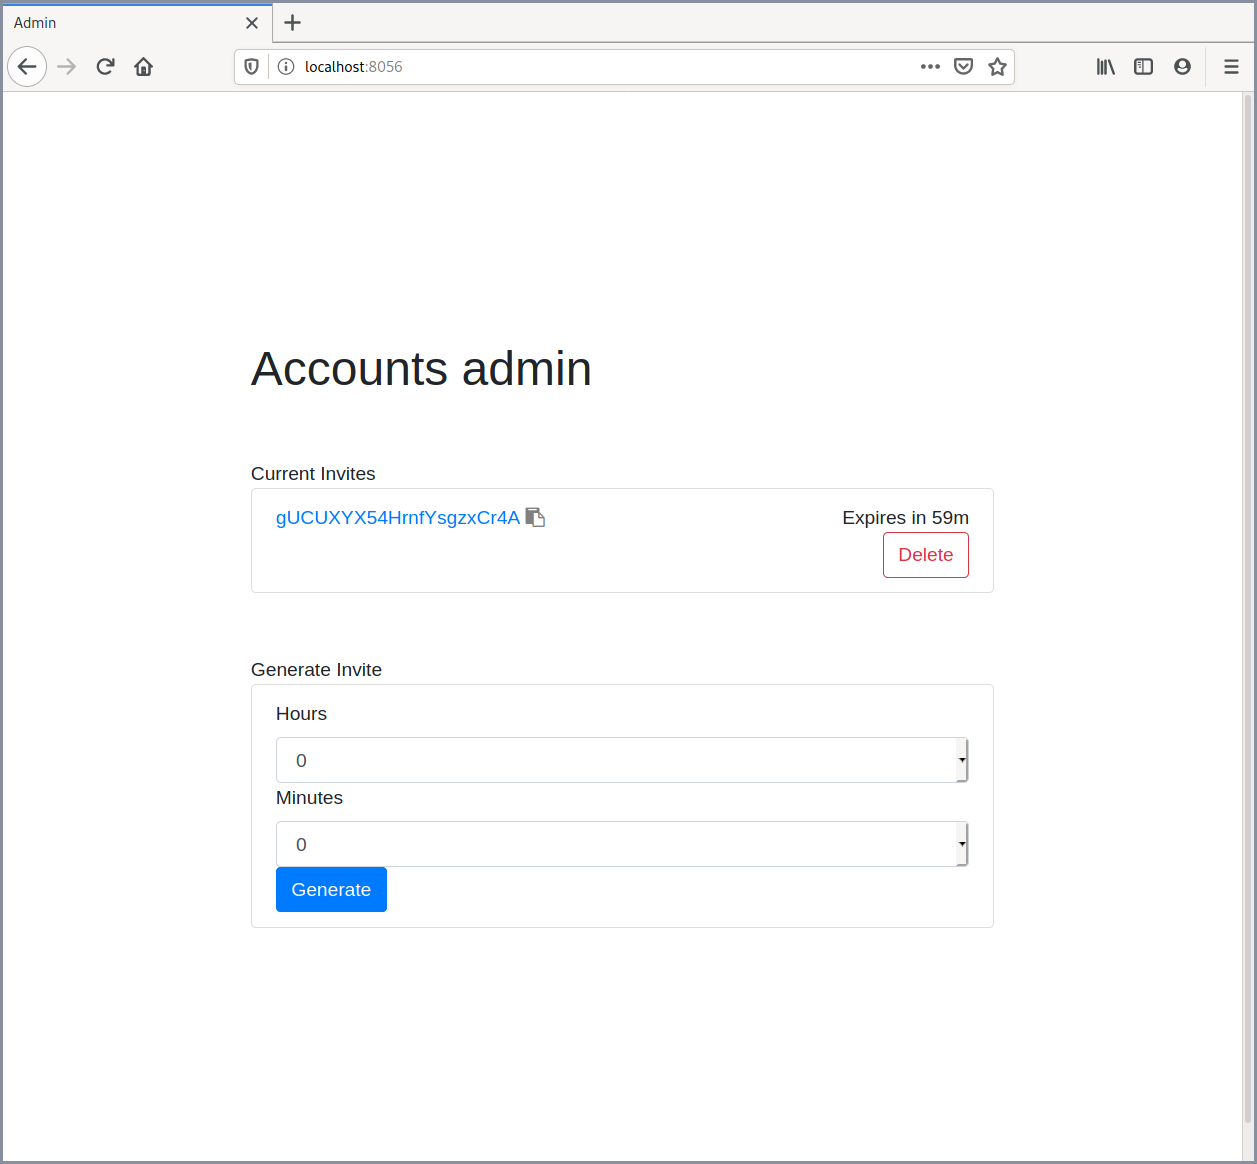 Admin
localhost:8056
Accounts admin
Current Invites
gUCUXYX54HrnfYsgzxCr4A
Expires in 59m
Delete
Generate Invite
Hours
0
Minutes
0
Generate